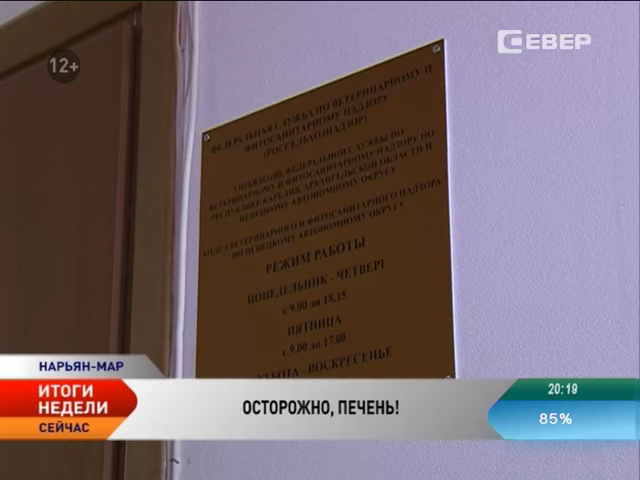 СЕВЕР
12+
ФЕДЕРАЛЬНАЯ СЛУЖБА ПО ВЕТЕРИНАРНОМУ И
ФИТОСАНИТАРНОМУ НАДЗОРУ
(РОССЕЛЬХОЗНАДЗОР)
УПРАВЛЕНИЕ ФЕДЕРАЛЬНОЙ СЛУЖБЫ ПО
ВЕТЕРИНАРНОМУ И ФИТОСАНИТАРНОМУ НАДЗОРУ ПО
РЕСПУБЛИКЕ КАРЕЛИЯ, АРХАНГЕЛЬСКОЙ ОБЛАСТИ И
НЕНЕЦКОМУ АВТОНОМНОМУ ОКРУГУ
ОТДЕЛ ВЕТЕРИНАРНОГО И ФИТОСАНИТАРНОГО НАДЗОРА
ПО НЕНЕЦКОМУ АВТОНОМНОМУ ОКРУГУ
РЕЖИМ РАБОТЫ
ПОНЕДЕЛЬНИК - ЧЕТВЕРГ
с 9.00 до 18.15
ПЯТНИЦА
с 9.00 до 17.00
СУББОТА - ВОСКРЕСЕНЬЕ
НАРЬЯН-МАР
ИТОГИ
НЕДЕЛИ
СЕЙЧАС
ОСТОРОЖНО, ПЕЧЕНЬ!
20:19
85%